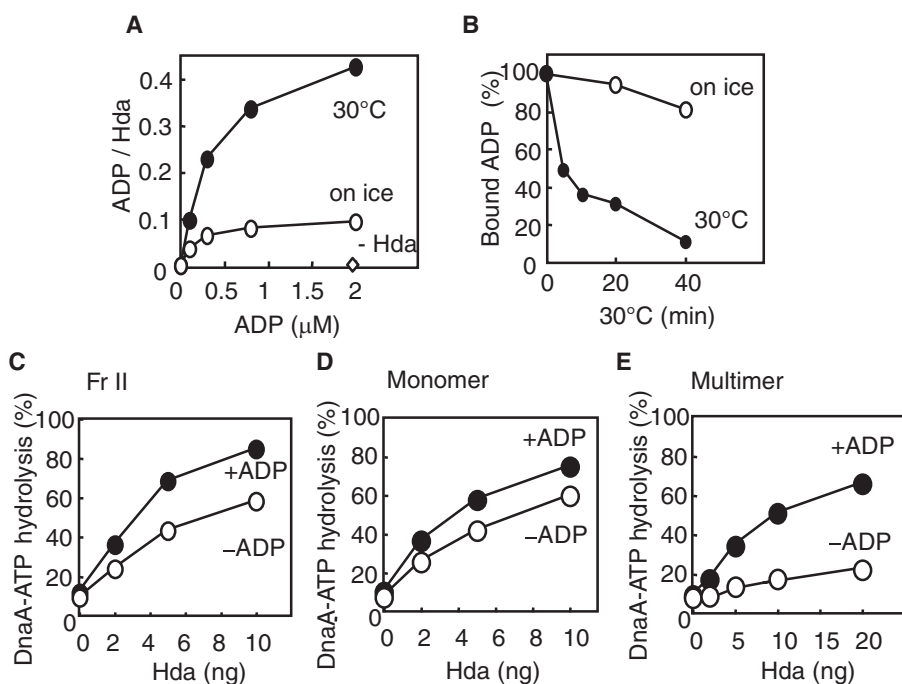 A
ADP / Hda
0.4
0.3
0.2
0.1
0
30°C
on ice
- Hda
0 0.5 1 1.5 2
ADP (μM)
B
Bound ADP (%)
100
80
60
40
20
0
on ice
30°C
0 20 40
30°C (min)
C
Fr II
DnaA-ATP hydrolysis (%)
100
80
60
40
20
0
+ADP
–ADP
0 2 4 6 8 10
Hda (ng)
D
Monomer
DnaA-ATP hydrolysis (%)
100
80
60
40
20
0
+ADP
–ADP
0 2 4 6 8 10
Hda (ng)
E
Multimer
DnaA-ATP hydrolysis (%)
100
80
60
40
20
0
+ADP
–ADP
0 5 10 15 20
Hda (ng)